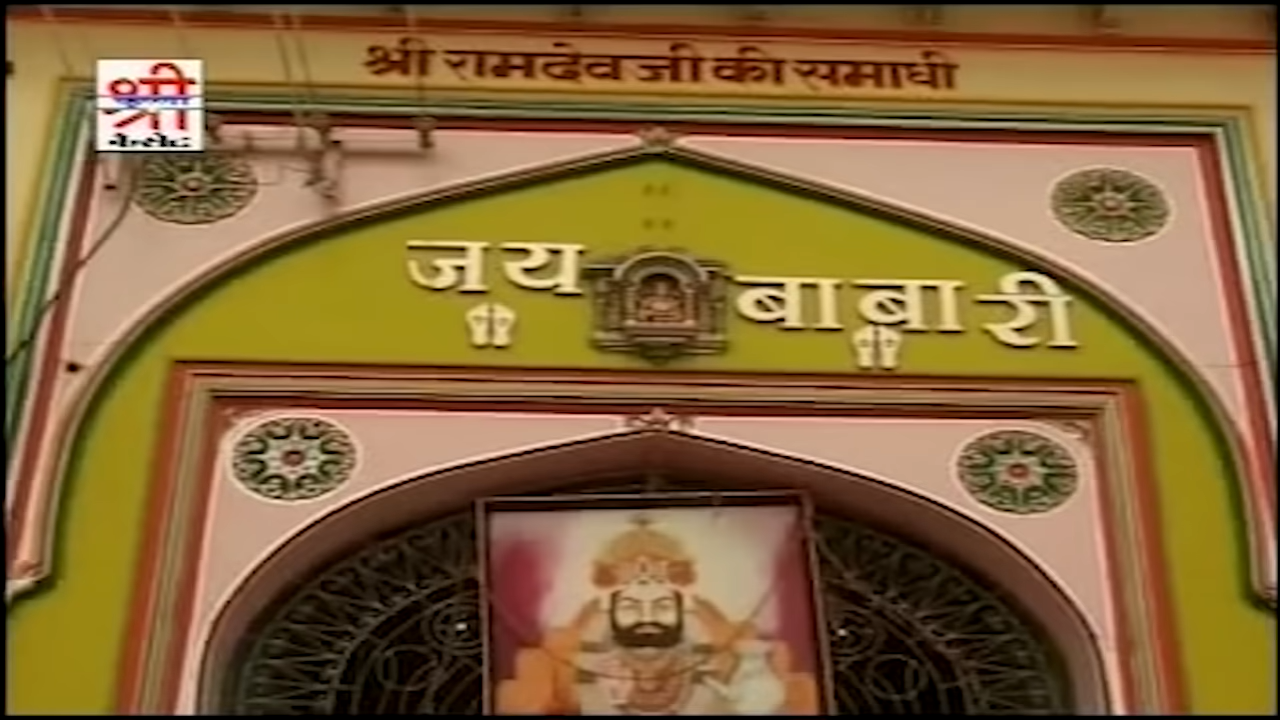 श्री रामदेव जी की समाधी
श्री
कृष्णा
केसेट
जय बाबा री